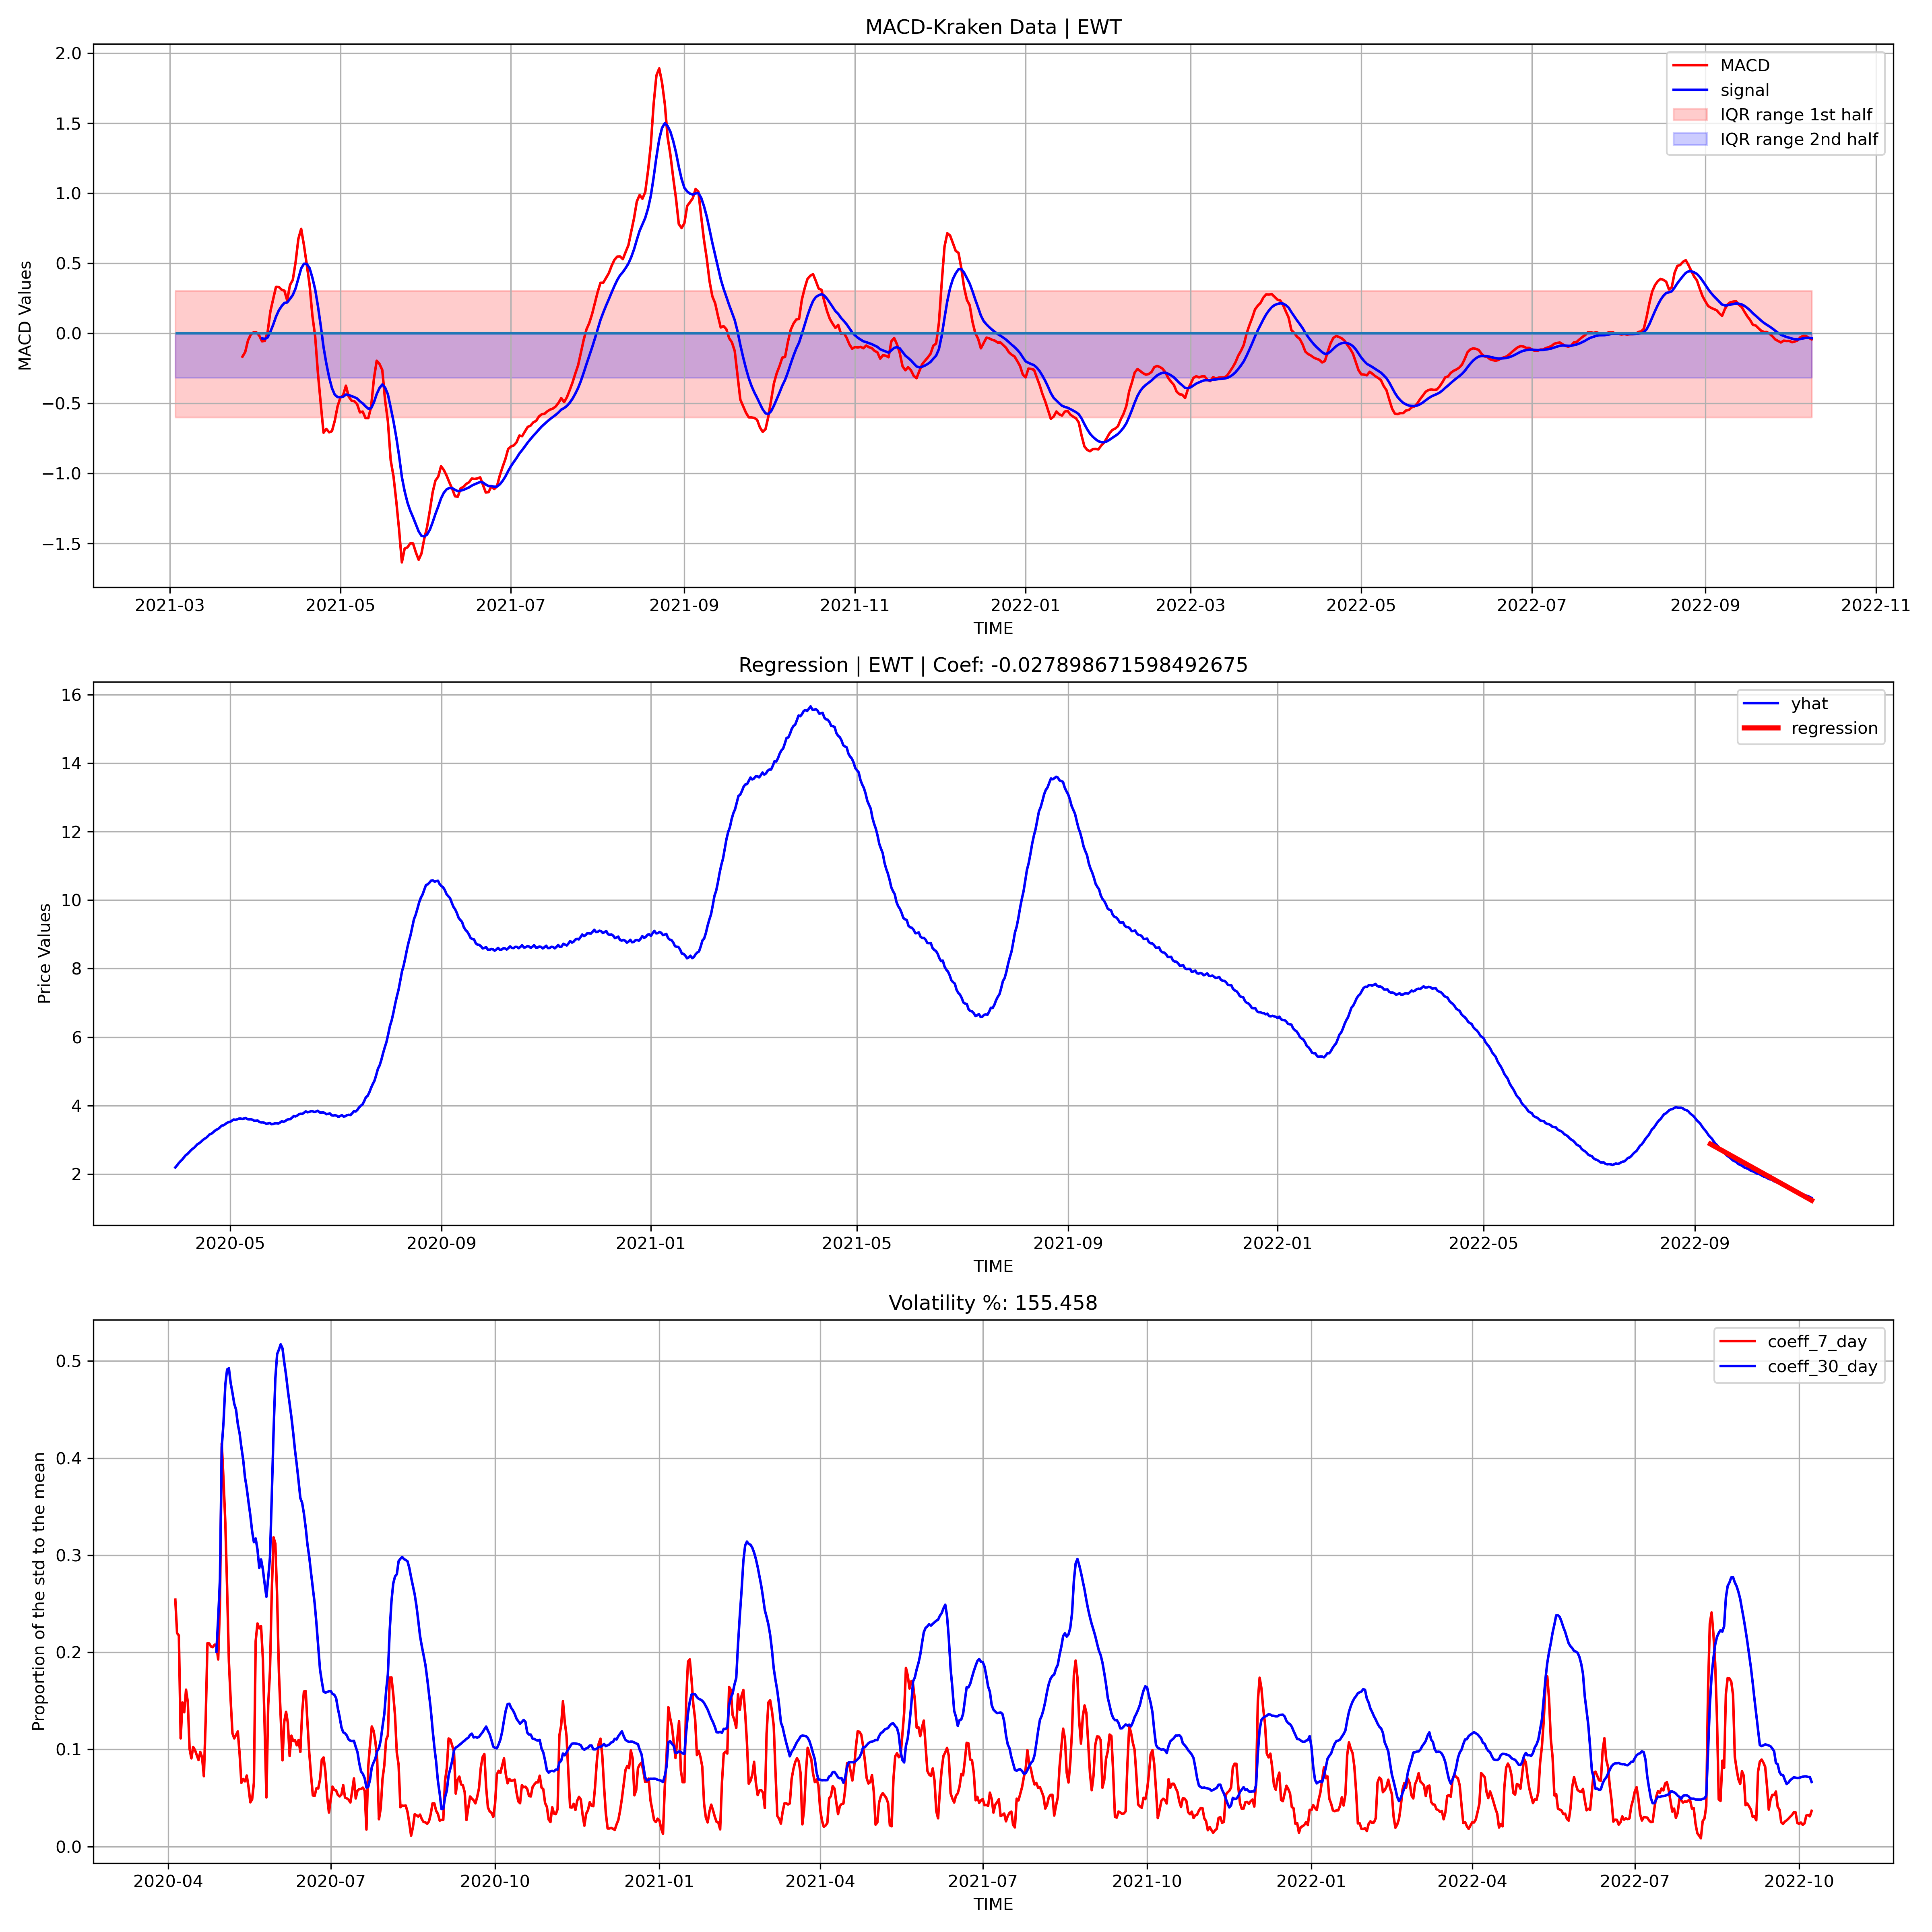 MACD-Kraken Data | EWT
2.0
1.5
1.0
0.5
0.0
−0.5
−1.0
−1.5
MACD Values
MACD
signal
IQR range 1st half
IQR range 2nd half
2021-03 2021-05 2021-07 2021-09 2021-11 2022-01 2022-03 2022-05 2022-07 2022-09 2022-11
TIME
Regression | EWT | Coef: -0.027898671598492675
16
14
12
10
8
6
4
2
Price Values
yhat
regression
2020-05 2020-09 2021-01 2021-05 2021-09 2022-01 2022-05 2022-09
TIME
Volatility %: 155.458
0.5
0.4
0.3
0.2
0.1
0.0
Proportion of the std to the mean
coeff_7_day
coeff_30_day
2020-04 2020-07 2020-10 2021-01 2021-04 2021-07 2021-10 2022-01 2022-04 2022-07 2022-10
TIME